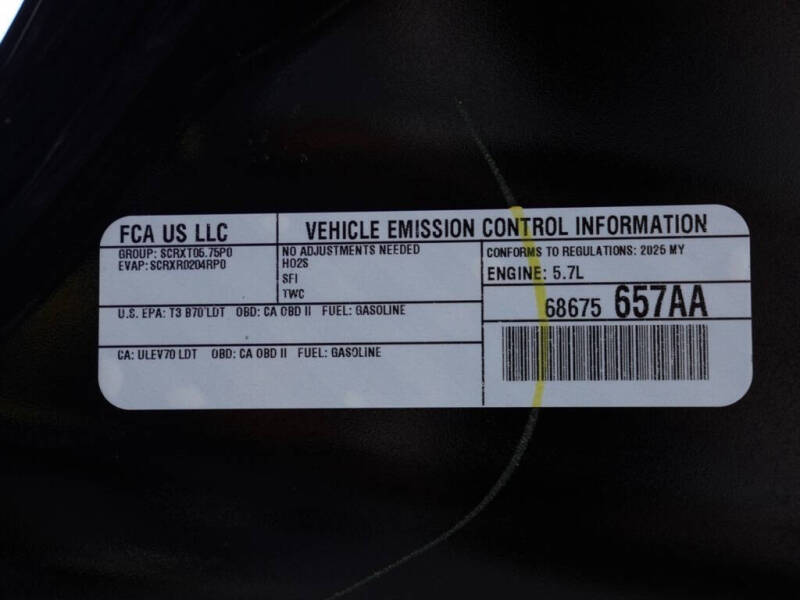 FCA US LLC
VEHICLE EMISSION CONTROL INFORMATION
GROUP: SCRXT05.75P0
EVAP: SCRXR0204RP0
NO ADJUSTMENTS NEEDED
HO2S
SFI
TWC
CONFORMS TO REGULATIONS: 2025 MY
ENGINE: 5.7L
U.S. EPA: T3 B70 LDT OBD: CA OBD II FUEL: GASOLINE
68675 657AA
CA: ULEV70 LDT OBD: CA OBD II FUEL: GASOLINE